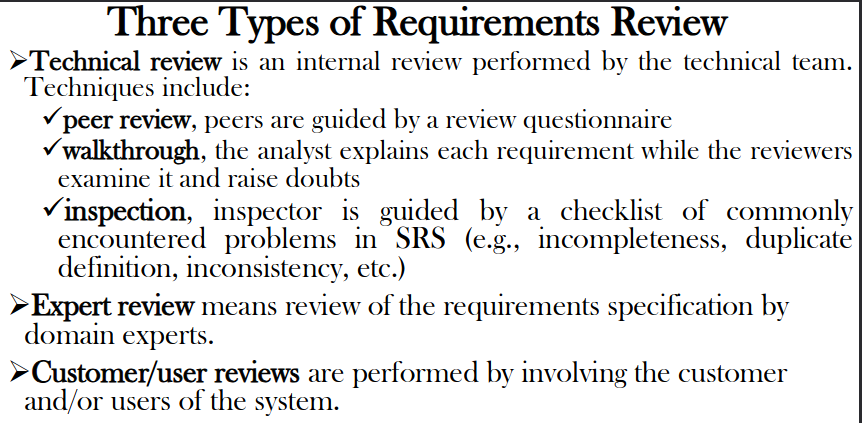 Three Types of Requirements Review
➢Technical review is an internal review performed by the technical team.
Techniques include:
✓peer review, peers are guided by a review questionnaire
✓walkthrough, the analyst explains each requirement while the reviewers
examine it and raise doubts
✓inspection, inspector is guided by a checklist of commonly
encountered problems in SRS (e.g., incompleteness, duplicate
definition, inconsistency, etc.)
➢Expert review means review of the requirements specification by
domain experts.
➢Customer/user reviews are performed by involving the customer
and/or users of the system.